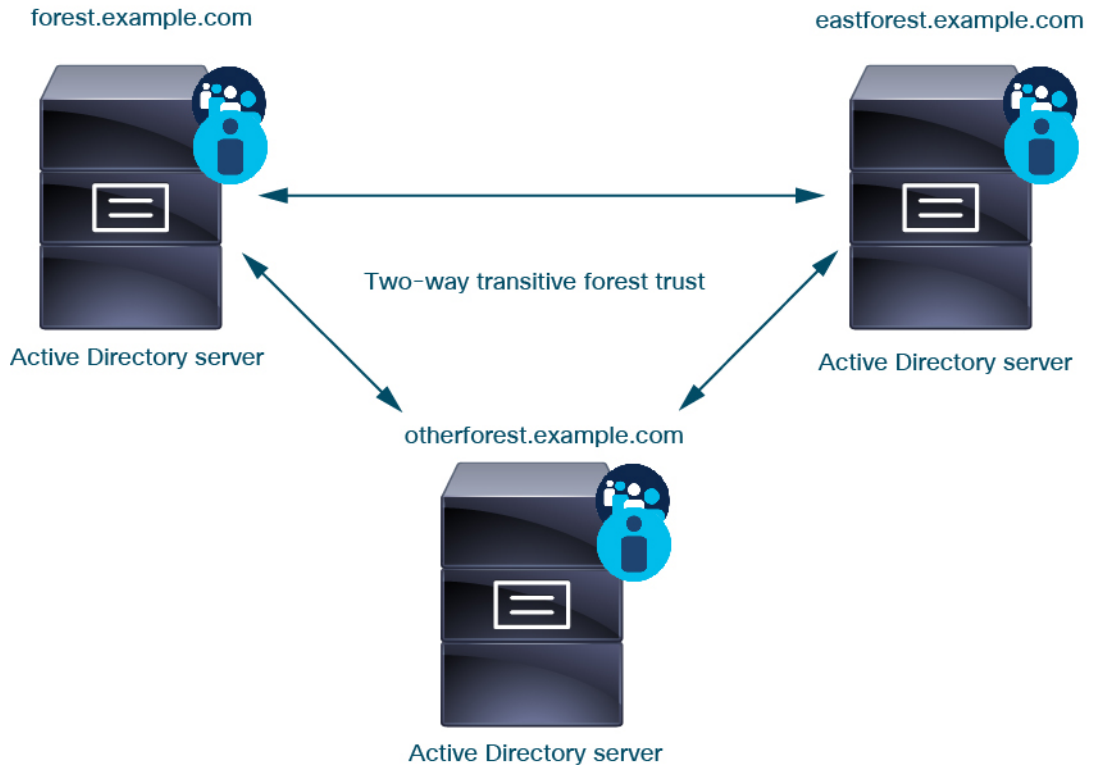 forest.example.com
eastforest.example.com
Two-way transitive forest trust
Active Directory server
Active Directory server
otherforest.example.com
Active Directory server